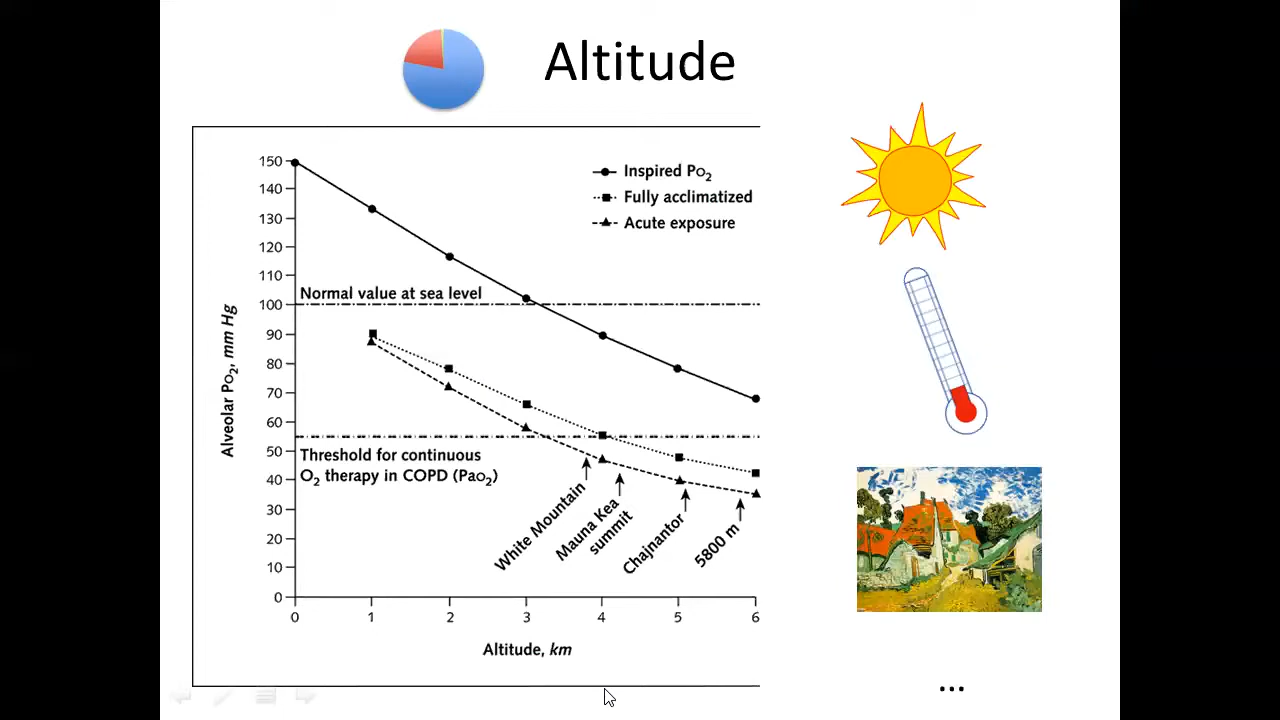 Altitude
150
140
130
120
110
100
90
80
70
60
50
40
30
20
10
0
Alveolar Po₂, mm Hg
Inspired Po₂
Fully acclimatized
Acute exposure
Normal value at sea level
Threshold for continuous
O₂ therapy in COPD (Pao₂)
White Mountain
Mauna Kea
summit
Chajnantor
5800 m
0 1 2 3 4 5 6
Altitude, km
...